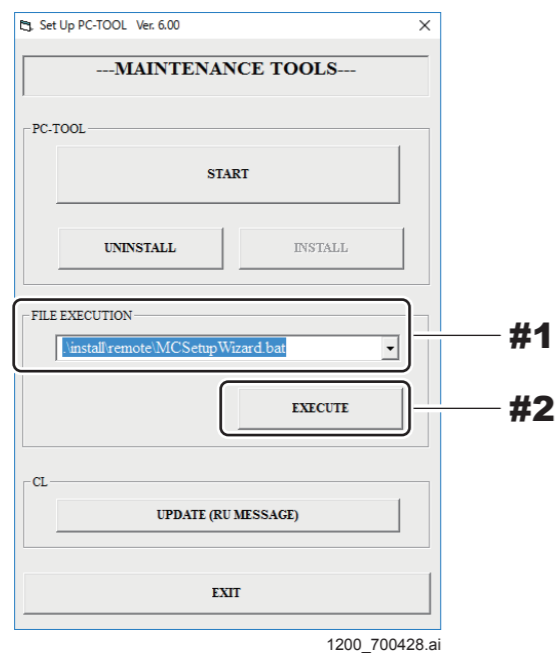 Set Up PC-TOOL Ver. 6.00
---MAINTENANCE TOOLS---
PC-TOOL
START
UNINSTALL INSTALL
FILE EXECUTION
.\install\remote\MCSetupWizard.bat
#1
EXECUTE
#2
CL
UPDATE (RU MESSAGE)
EXIT
1200_700428.ai